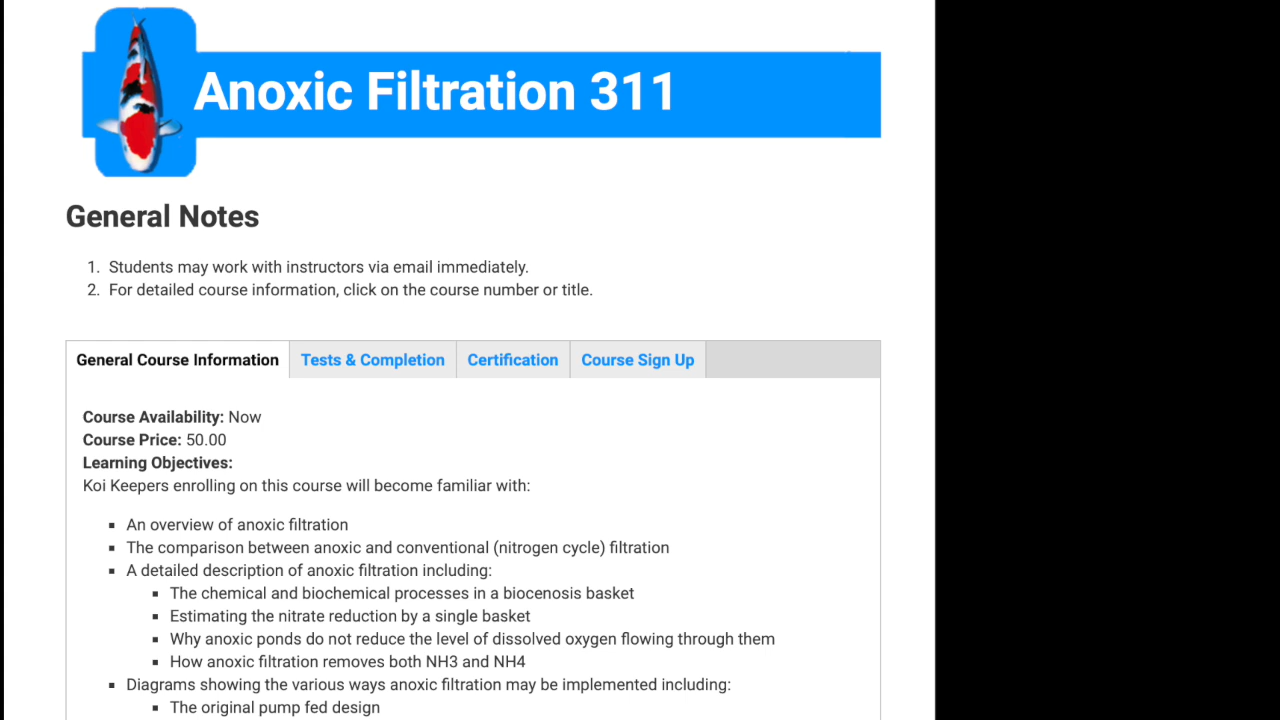 Anoxic Filtration 311
General Notes
1. Students may work with instructors via email immediately.
2. For detailed course information, click on the course number or title.
General Course Information Tests & Completion Certification Course Sign Up
Course Availability: Now
Course Price: 50.00
Learning Objectives:
Koi Keepers enrolling on this course will become familiar with:
▪ An overview of anoxic filtration
▪ The comparison between anoxic and conventional (nitrogen cycle) filtration
▪ A detailed description of anoxic filtration including:
▪ The chemical and biochemical processes in a biocenosis basket
▪ Estimating the nitrate reduction by a single basket
▪ Why anoxic ponds do not reduce the level of dissolved oxygen flowing through them
▪ How anoxic filtration removes both NH3 and NH4
▪ Diagrams showing the various ways anoxic filtration may be implemented including:
▪ The original pump fed design